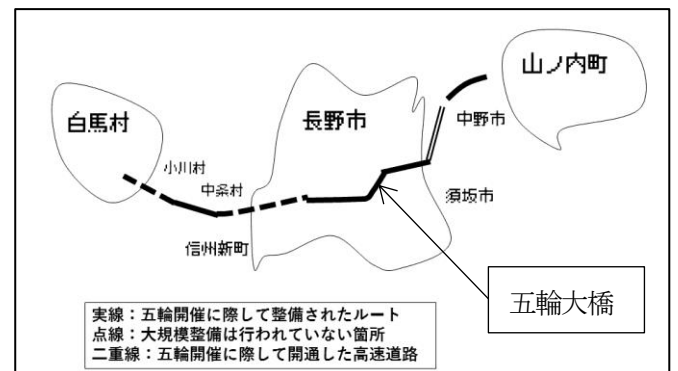 山ノ内町
白馬村
長野市
中野市
小川村
中条村
須坂市
信州新町
五輪大橋
実線：五輪開催に際して整備されたルート
点線：大規模整備は行われていない箇所
二重線：五輪開催に際して開通した高速道路